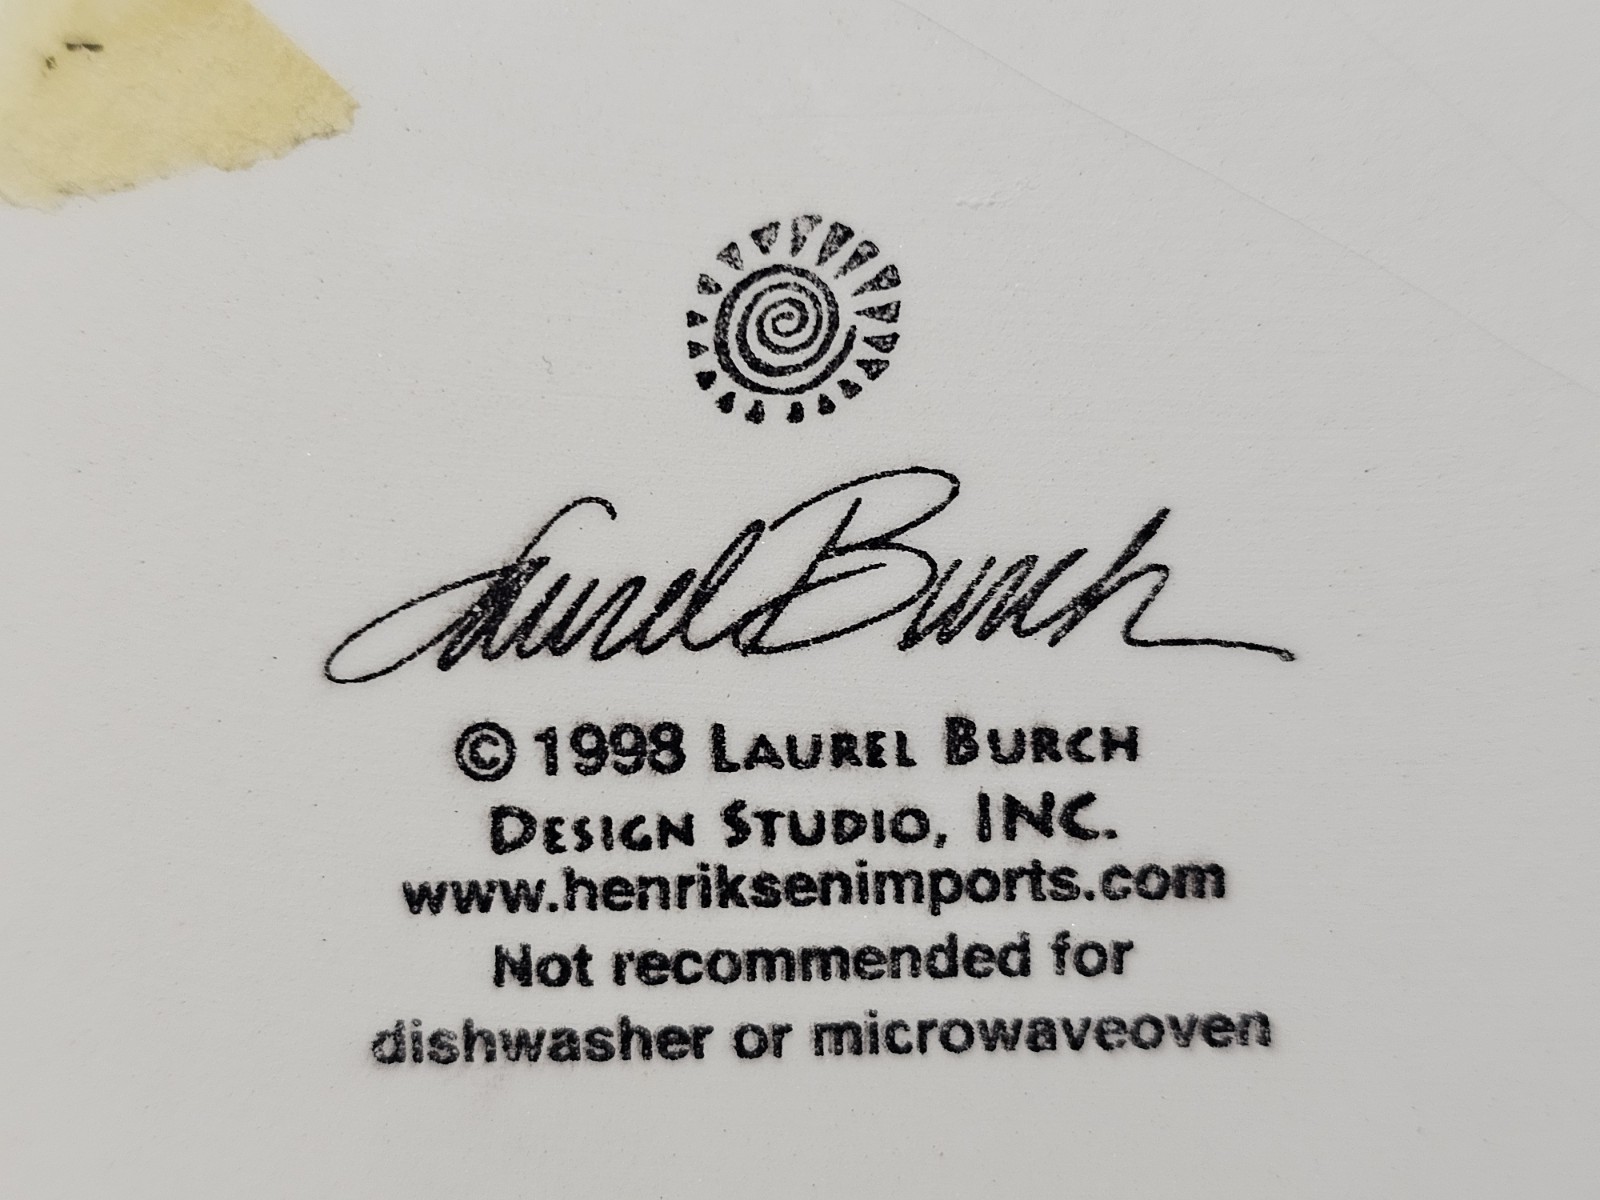 Laurel Burch
© 1998 LAUREL BURCH
DESIGN STUDIO, INC.
www.henriksenimports.com
Not recommended for
dishwasher or microwaveoven